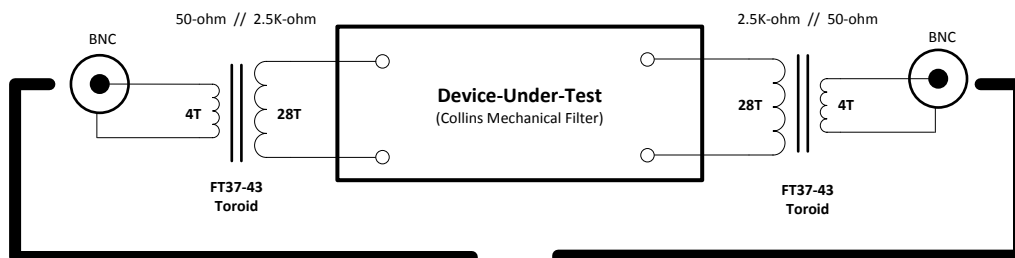 50-ohm // 2.5K-ohm
2.5K-ohm // 50-ohm
BNC
BNC
4T
28T
Device-Under-Test
(Collins Mechanical Filter)
28T
4T
FT37-43
Toroid
FT37-43
Toroid